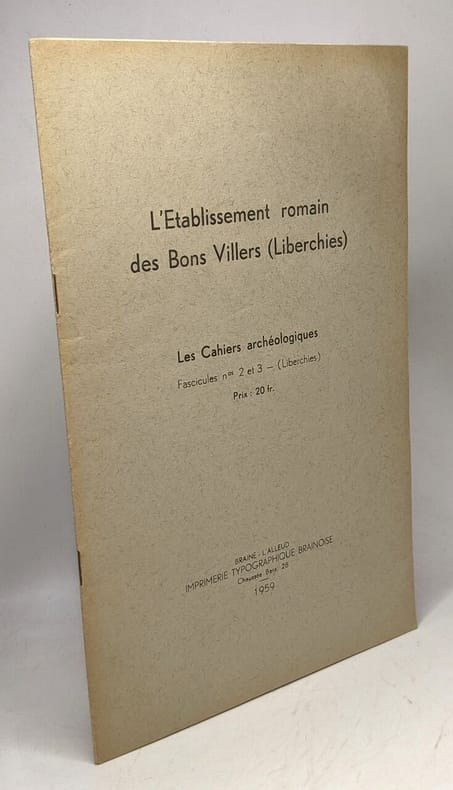 L'Etablissement romain
des Bons Villers (Liberchies)
Les Cahiers archéologiques
Fascicules nos 2 et 3 — (Liberchies)
Prix : 20 fr.
BRAINE - L'ALLEUD
IMPRIMERIE TYPOGRAPHIQUE BRAINOISE
Chaussée 28
1959